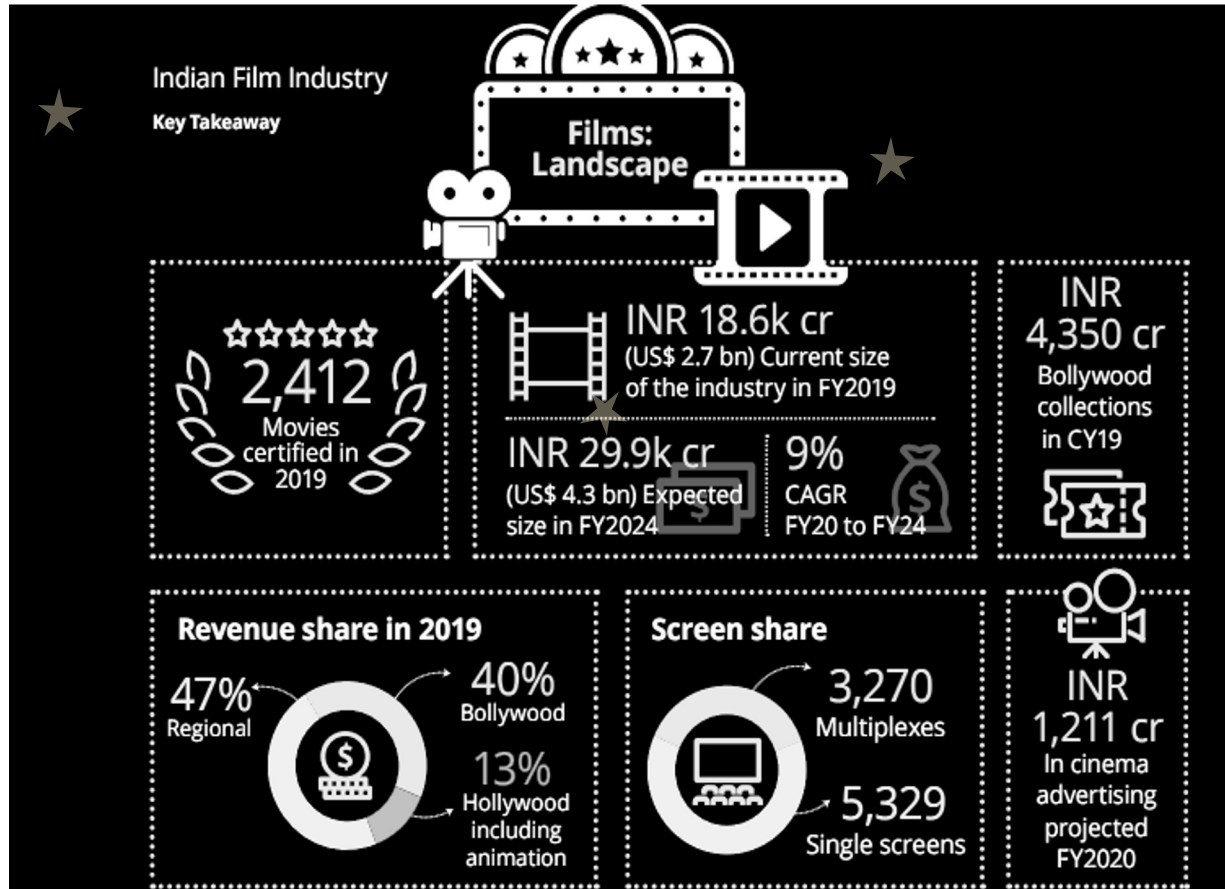 Indian Film Industry
Key Takeaway
Films:
Landscape
2,412
Movies
certified in
2019
INR 18.6k cr
(US$ 2.7 bn) Current size
of the industry in FY2019
INR 29.9k cr
(US$ 4.3 bn) Expected
size in FY2024
9%
CAGR
FY20 to FY24
INR
4,350 cr
Bollywood
collections
in CY19
Revenue share in 2019
47%
Regional
40%
Bollywood
13%
Hollywood
including
animation
Screen share
3,270
Multiplexes
5,329
Single screens
INR
1,211 cr
In cinema
advertising
projected
FY2020